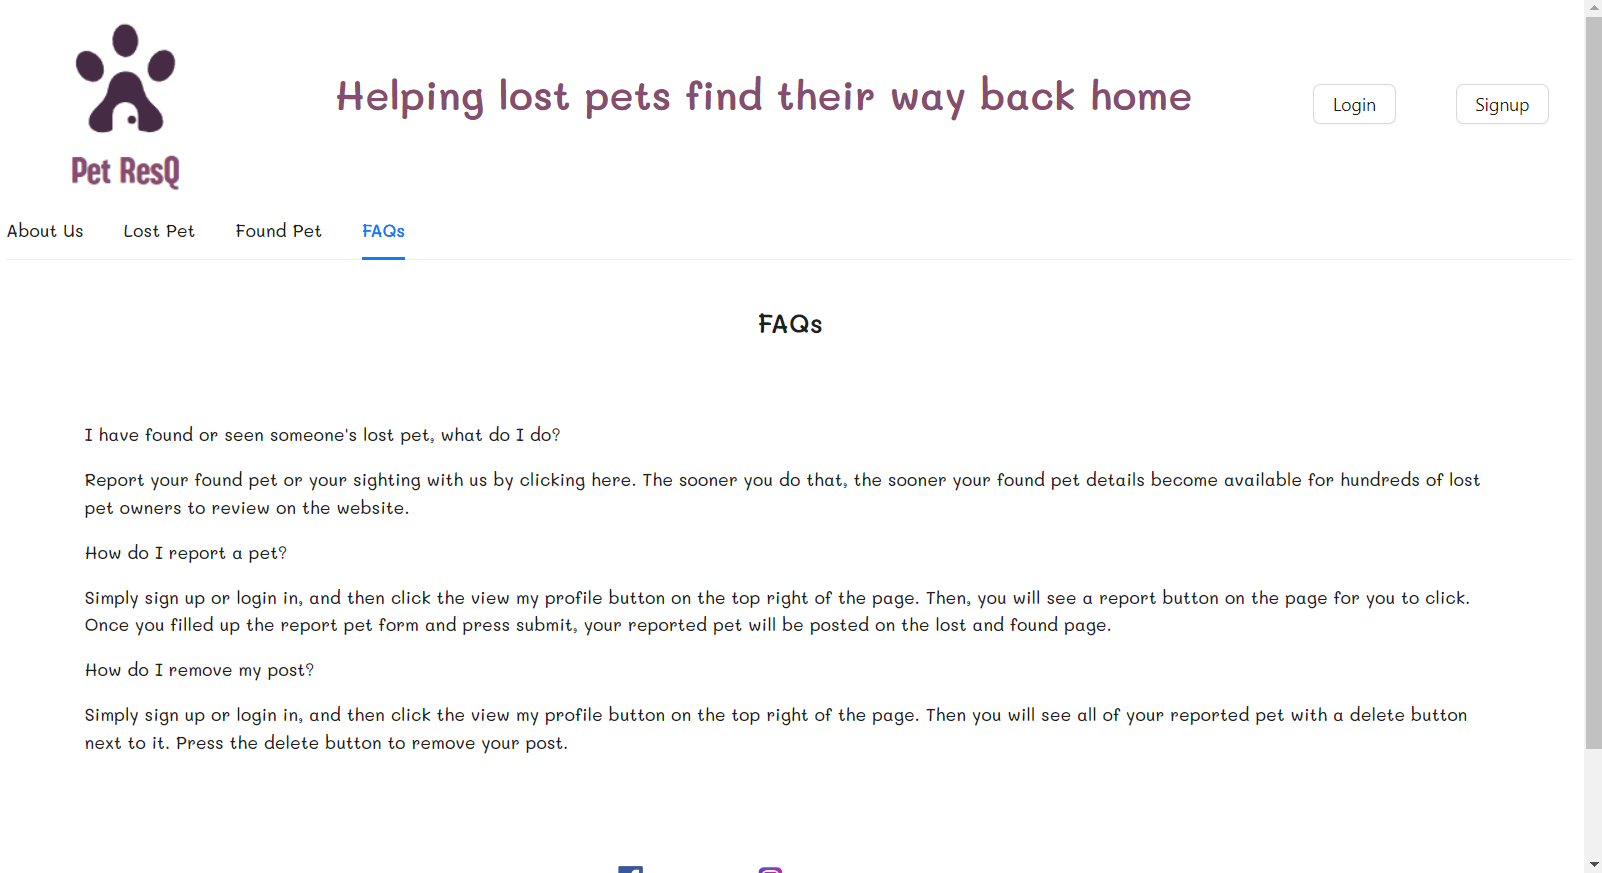 Helping lost pets find their way back home
Login
Signup
Pet ResQ
About Us
Lost Pet
Found Pet
FAQs
FAQs
I have found or seen someone's lost pet, what do I do?
Report your found pet or your sighting with us by clicking here. The sooner you do that, the sooner your found pet details become available for hundreds of lost
pet owners to review on the website.
How do I report a pet?
Simply sign up or login in, and then click the view my profile button on the top right of the page. Then, you will see a report button on the page for you to click.
Once you filled up the report pet form and press submit, your reported pet will be posted on the lost and found page.
How do I remove my post?
Simply sign up or login in, and then click the view my profile button on the top right of the page. Then you will see all of your reported pet with a delete button
next to it. Press the delete button to remove your post.